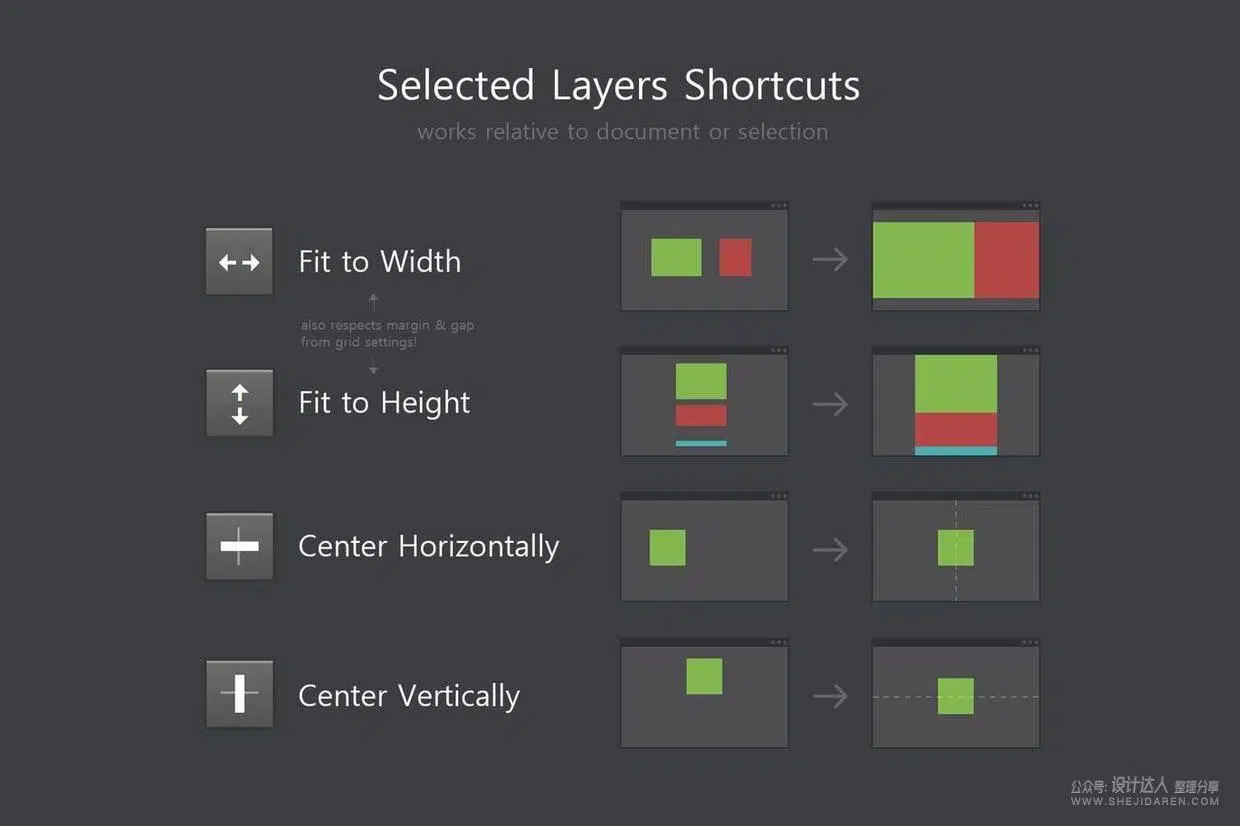 Selected Layers Shortcuts
works relative to document or selection
Fit to Width
also respects margin & gap
from grid settings!
Fit to Height
Center Horizontally
Center Vertically
公众号: 设计达人 整理分享
WWW.SHEJIDAREN.COM